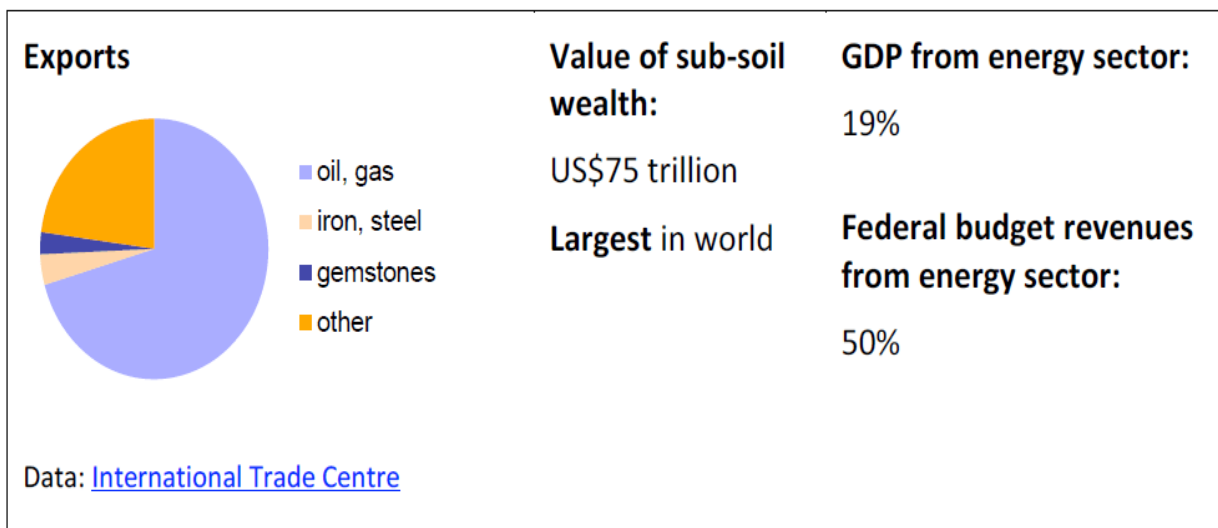 Exports
oil, gas
iron, steel
gemstones
other
Data: International Trade Centre
Value of sub-soil
wealth:
US$75 trillion
Largest in world
GDP from energy sector:
19%
Federal budget revenues
from energy sector:
50%